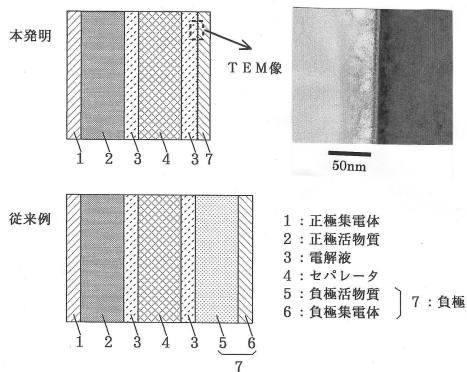 本発明
TEM像
1 2 3 4 3 7
50nm
従来例
1：正極集電体
2：正極活物質
3：電解液
4：セパレータ
5：負極活物質
6：負極集電体
7：負極
1 2 3 4 3 5 6
7